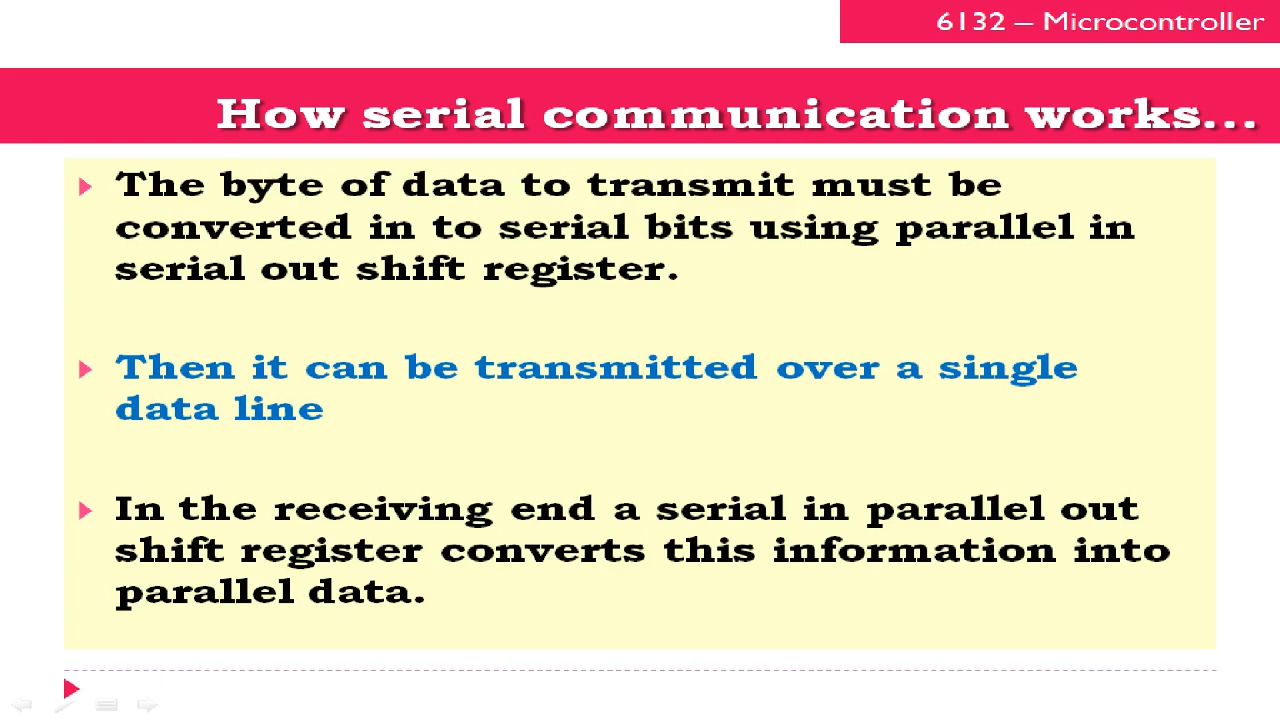 6132 – Microcontroller
How serial communication works...
The byte of data to transmit must be
converted in to serial bits using parallel in
serial out shift register.
Then it can be transmitted over a single
data line
In the receiving end a serial in parallel out
shift register converts this information into
parallel data.